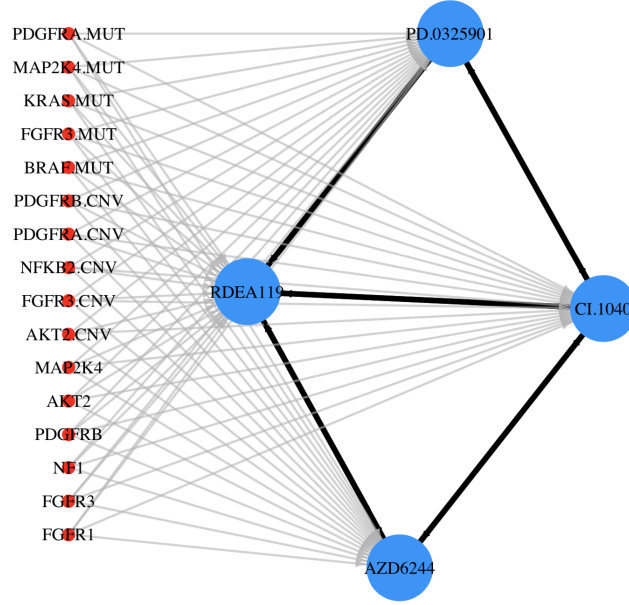 PDGFRA.MUT
PD.0325901
MAP2K4.MUT
KRAS.MUT
FGFR3.MUT
BRAF.MUT
PDGFRB.CNV
PDGFRA.CNV
NFKB2.CNV
RDEA119
FGFR3.CNV
CI.1040
AKT2.CNV
MAP2K4
AKT2
PDGFRB
NF1
FGFR3
FGFR1
AZD6244